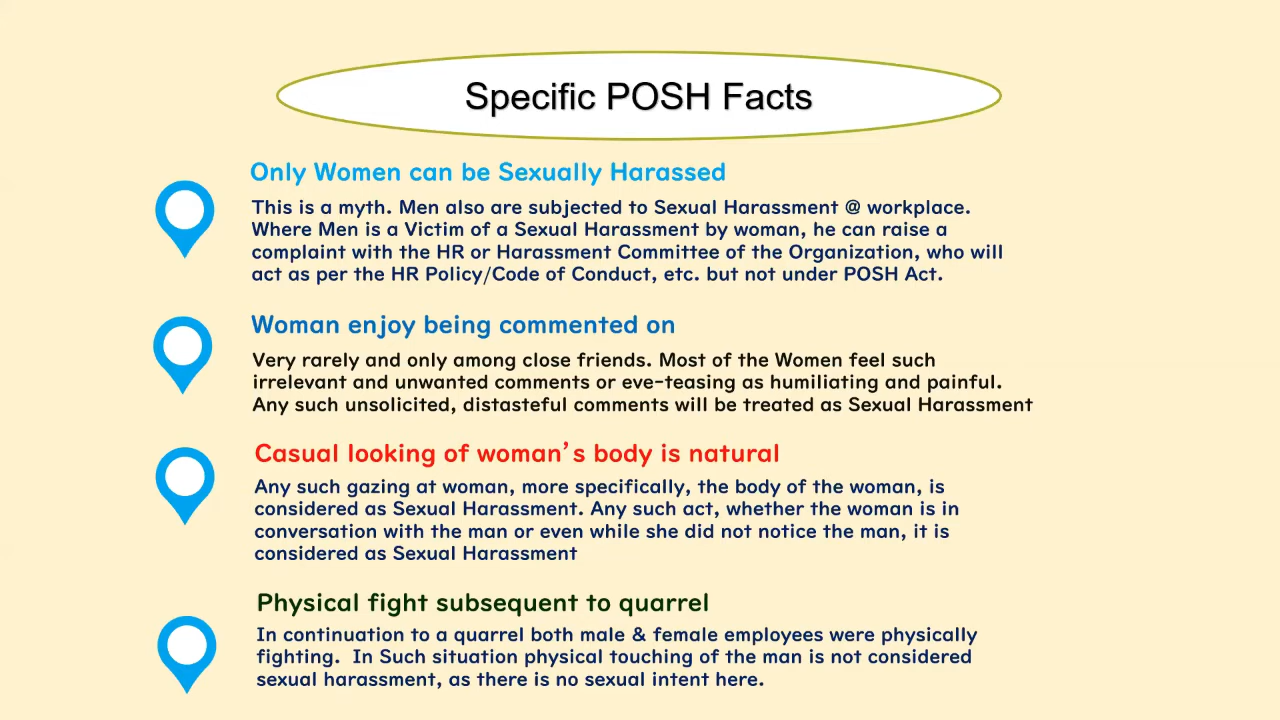 Specific POSH Facts
Only Women can be Sexually Harassed
This is a myth. Men also are subjected to Sexual Harassment @ workplace.
Where Men is a Victim of a Sexual Harassment by woman, he can raise a
complaint with the HR or Harassment Committee of the Organization, who will
act as per the HR Policy/Code of Conduct, etc. but not under POSH Act.
Woman enjoy being commented on
Very rarely and only among close friends. Most of the Women feel such
irrelevant and unwanted comments or eve-teasing as humiliating and painful.
Any such unsolicited, distasteful comments will be treated as Sexual Harassment
Casual looking of woman’s body is natural
Any such gazing at woman, more specifically, the body of the woman, is
considered as Sexual Harassment. Any such act, whether the woman is in
conversation with the man or even while she did not notice the man, it is
considered as Sexual Harassment
Physical fight subsequent to quarrel
In continuation to a quarrel both male & female employees were physically
fighting.  In Such situation physical touching of the man is not considered
sexual harassment, as there is no sexual intent here.